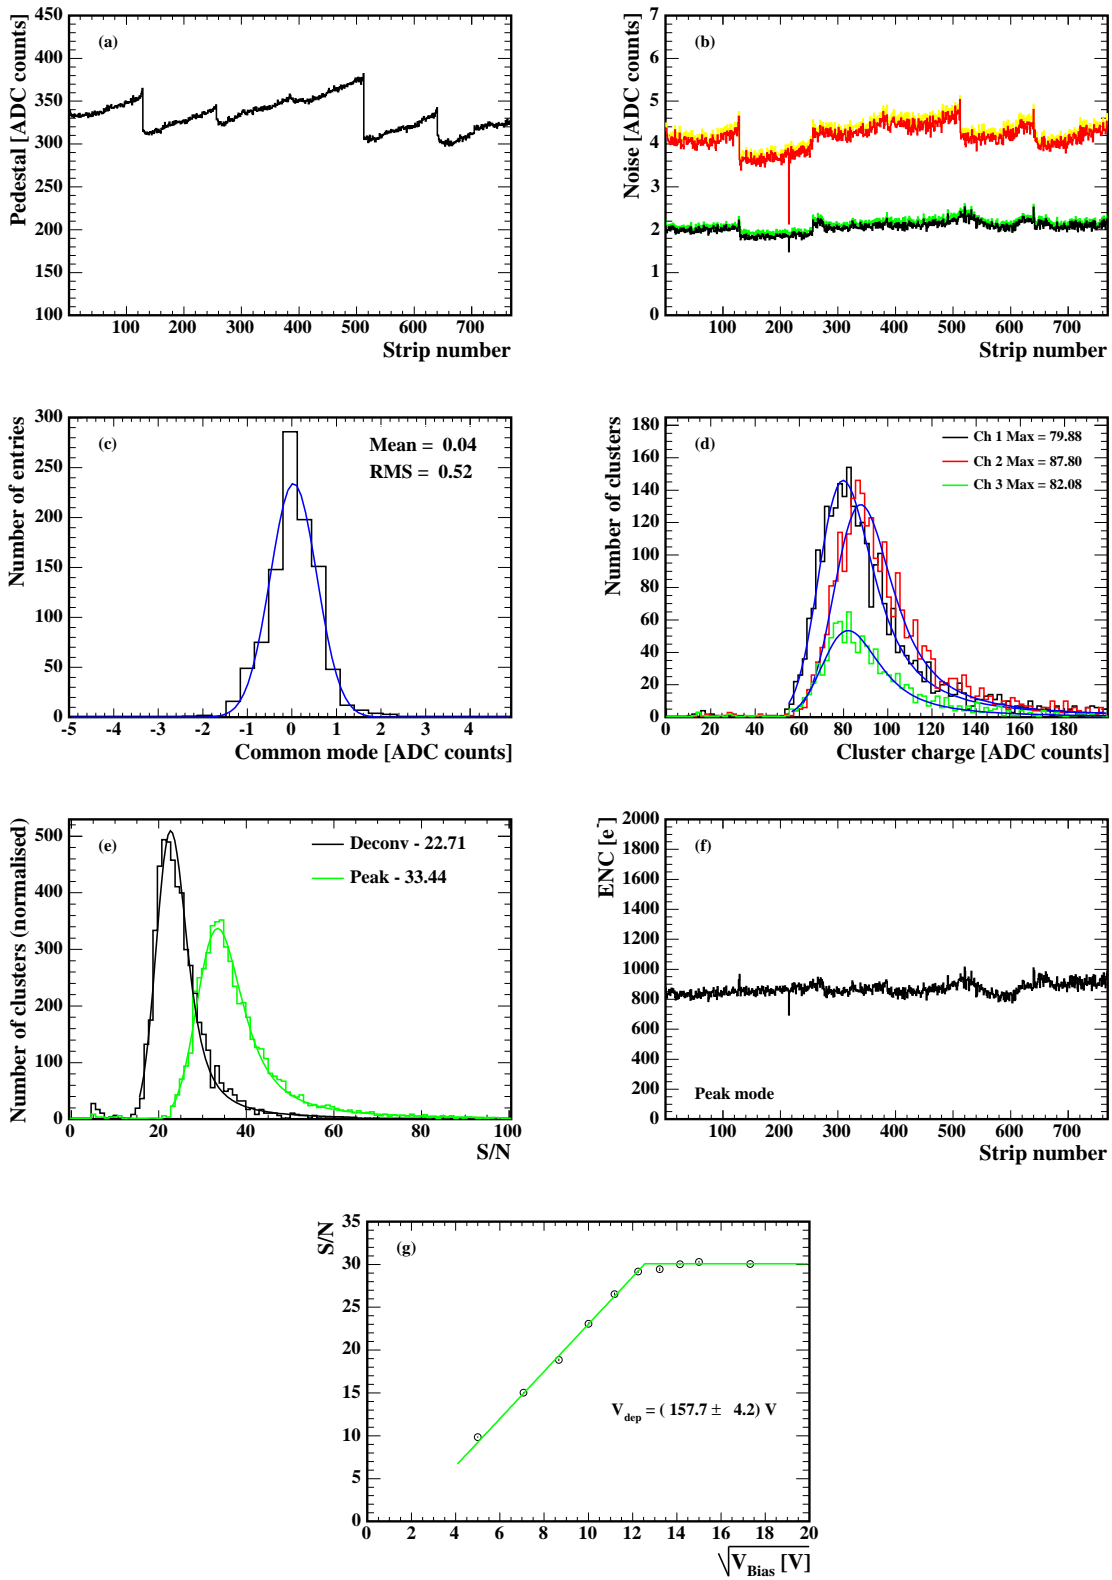 (a)
Pedestal [ADC counts]
450
400
350
300
250
200
150
100
100 200 300 400 500 600 700
Strip number
(b)
Noise [ADC counts]
7
6
5
4
3
2
1
0
100 200 300 400 500 600 700
Strip number
(c)
Number of entries
300
250
200
150
100
50
0
Mean = 0.04
RMS = 0.52
-5 -4 -3 -2 -1 0 1 2 3 4
Common mode [ADC counts]
(d)
Number of clusters
180
160
140
120
100
80
60
40
20
0
Ch 1 Max = 79.88
Ch 2 Max = 87.80
Ch 3 Max = 82.08
0 20 40 60 80 100 120 140 160 180
Cluster charge [ADC counts]
(e)
Number of clusters (normalised)
500
400
300
200
100
0
Deconv - 22.71
Peak - 33.44
0 20 40 60 80 100
S/N
(f)
ENC [e-]
2000
1800
1600
1400
1200
1000
800
600
400
200
0
Peak mode
100 200 300 400 500 600 700
Strip number
(g)
S/N
35
30
25
20
15
10
5
0
Vdep = ( 157.7 ± 4.2) V
0 2 4 6 8 10 12 14 16 18 20
√VBias [V]